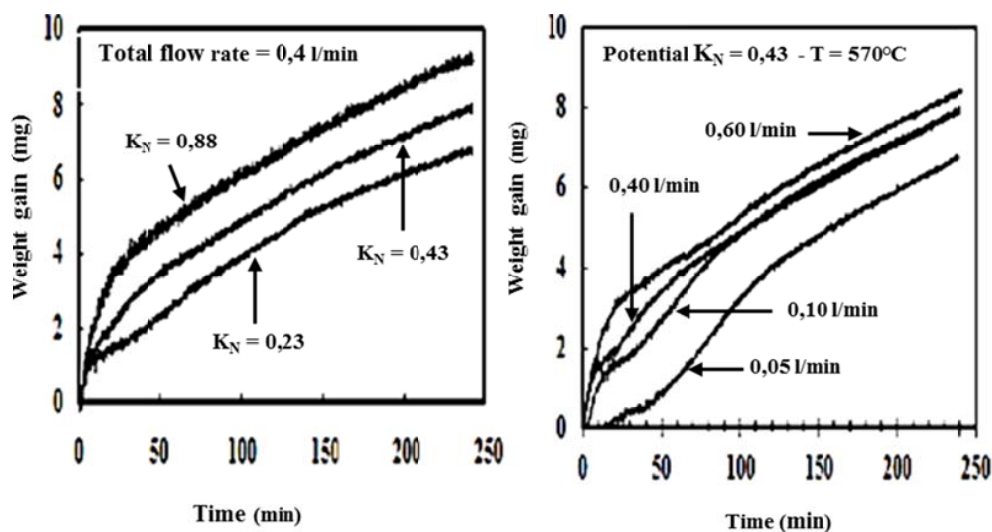 Total flow rate = 0,4 l/min
Weight gain (mg)
10
8
6
4
2
0
K_N = 0,88
K_N = 0,43
K_N = 0,23
0 50 100 150 200 250
Time (min)
Potential K_N = 0,43 - T = 570°C
Weight gain (mg)
10
8
6
4
2
0
0,60 l/min
0,40 l/min
0,10 l/min
0,05 l/min
0 50 100 150 200 250
Time (min)